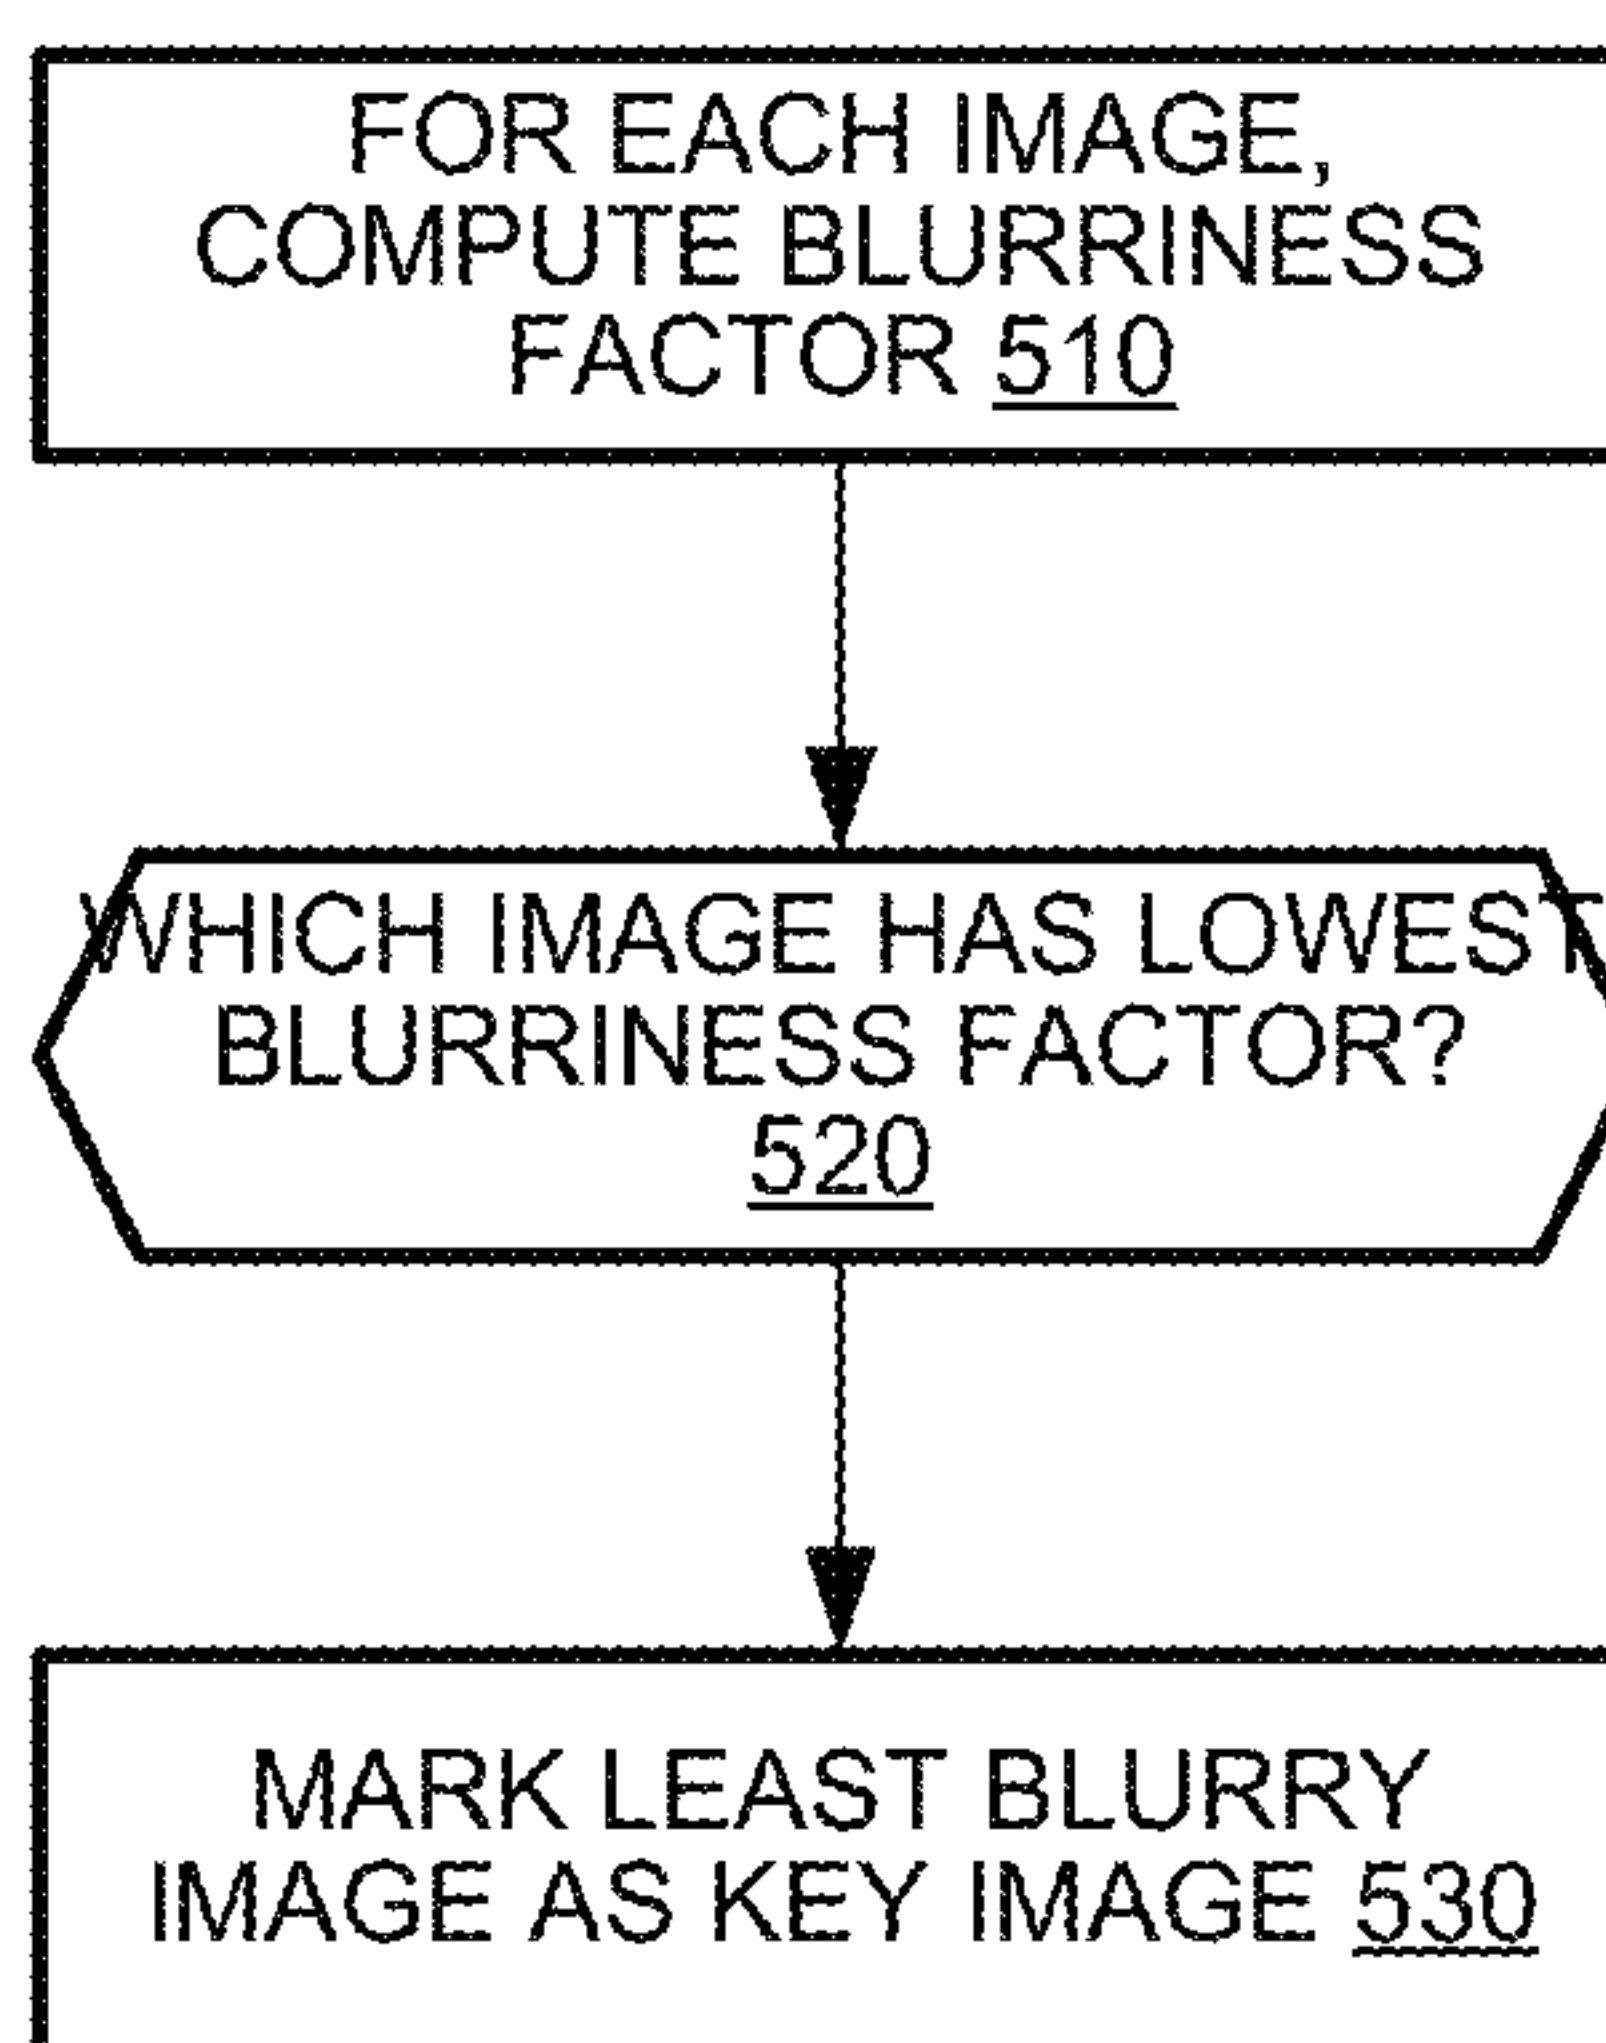 FOR EACH IMAGE,
COMPUTE BLURRINESS
FACTOR 510
WHICH IMAGE HAS LOWEST
BLURRINESS FACTOR?
520
MARK LEAST BLURRY
IMAGE AS KEY IMAGE 530